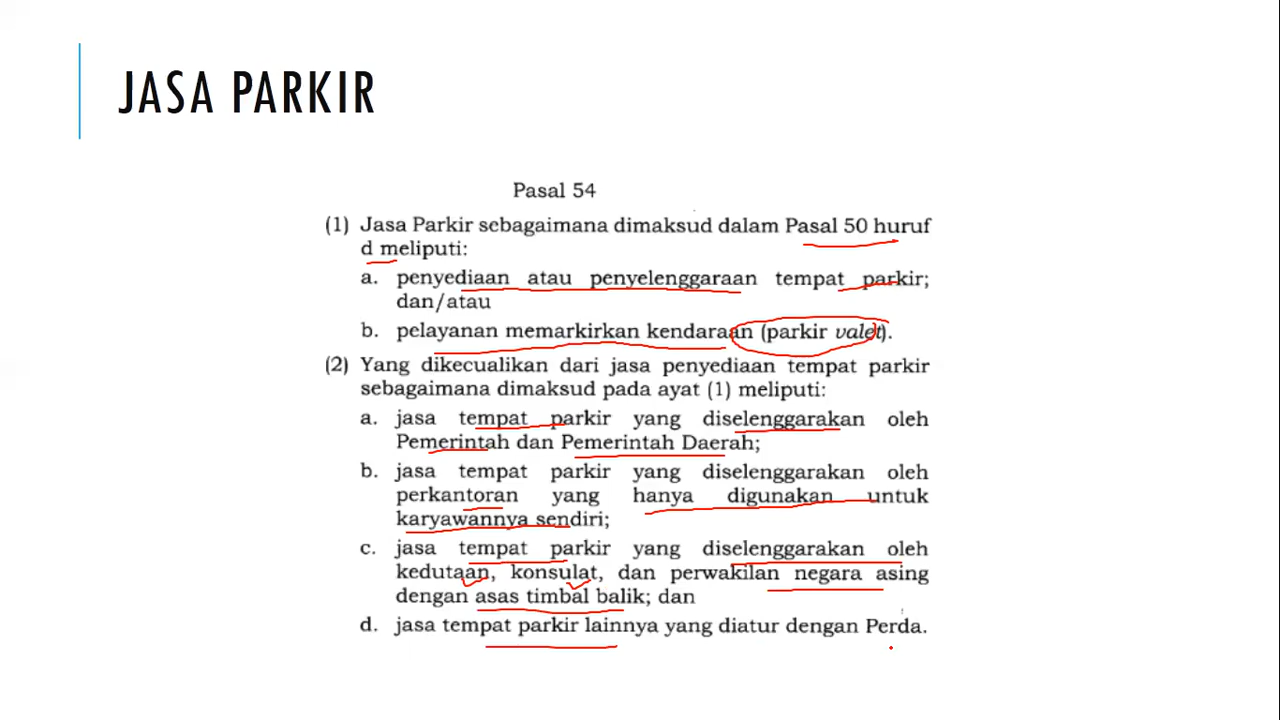 JASA PARKIR
Pasal 54
(1) Jasa Parkir sebagaimana dimaksud dalam Pasal 50 huruf
d meliputi:
a. penyediaan atau penyelenggaraan tempat parkir;
dan/atau
b. pelayanan memarkirkan kendaraan (parkir valet).
(2) Yang dikecualikan dari jasa penyediaan tempat parkir
sebagaimana dimaksud pada ayat (1) meliputi:
a. jasa tempat parkir yang diselenggarakan oleh
Pemerintah dan Pemerintah Daerah;
b. jasa tempat parkir yang diselenggarakan oleh
perkantoran yang hanya digunakan untuk
karyawannya sendiri;
c. jasa tempat parkir yang diselenggarakan oleh
kedutaan, konsulat, dan perwakilan negara asing
dengan asas timbal balik; dan
d. jasa tempat parkir lainnya yang diatur dengan Perda.